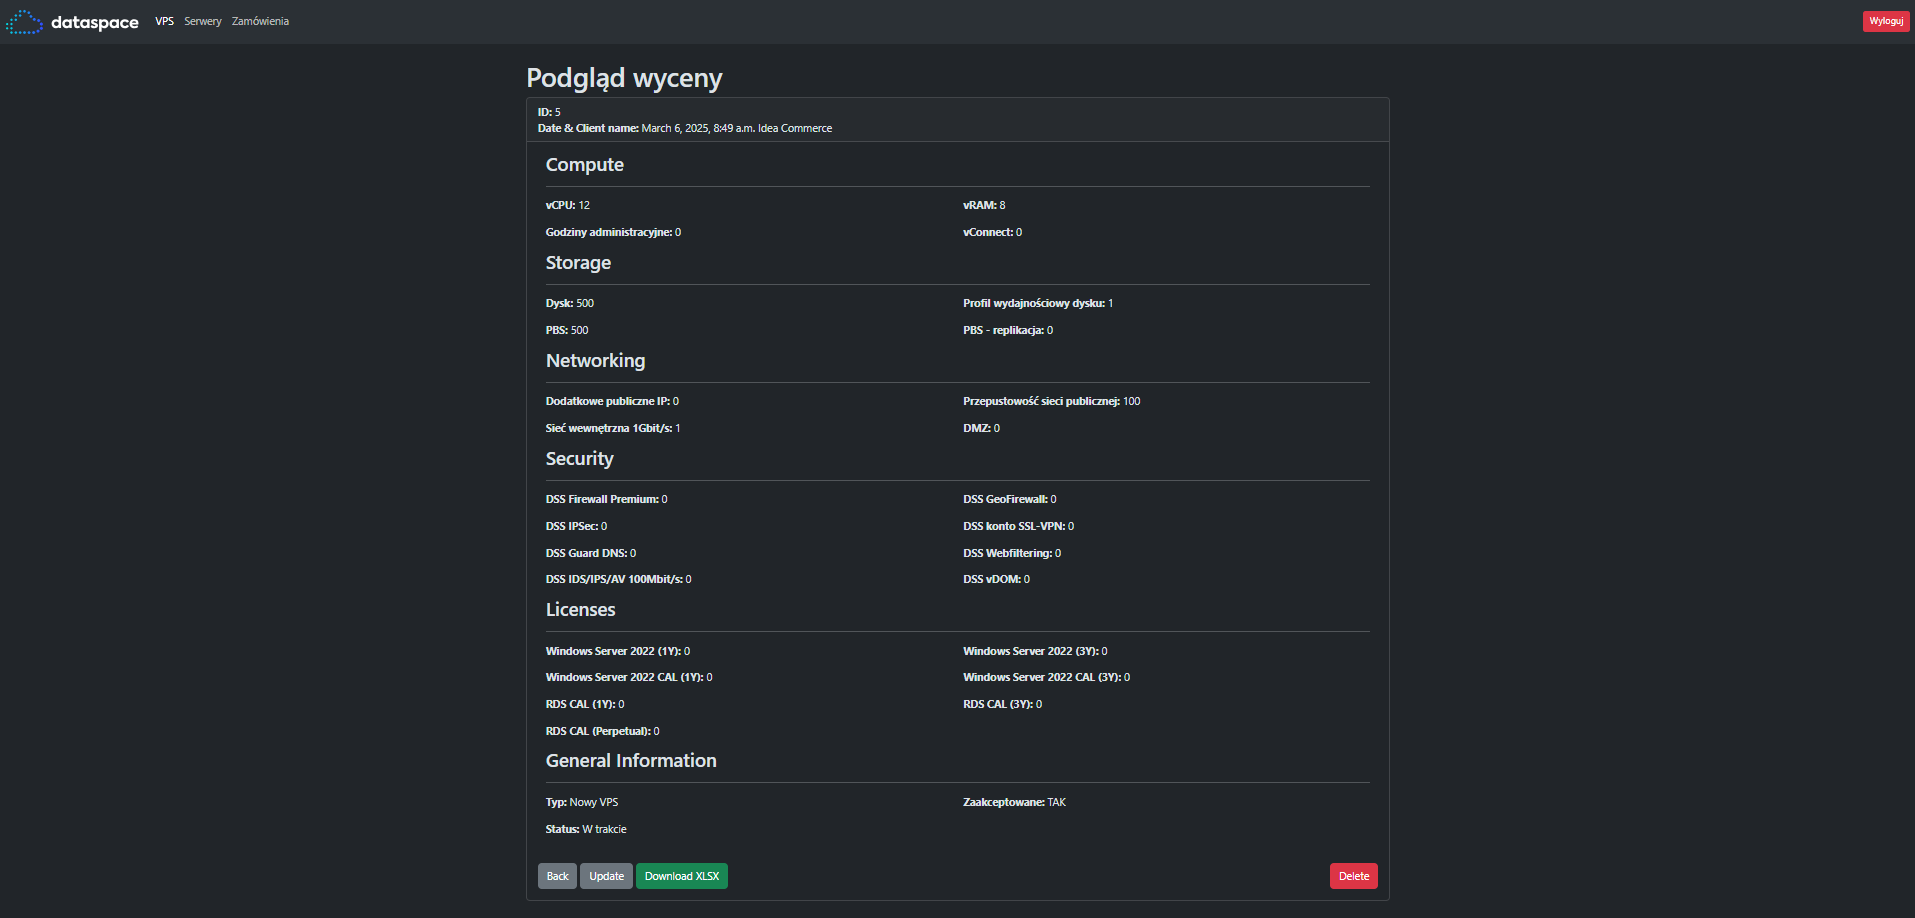 dataspace VPS Serwery Zamówienia Wyloguj
Podgląd wyceny
ID: 5
Date & Client name: March 6, 2025, 8:49 a.m. Idea Commerce
Compute
vCPU: 12 vRAM: 8
Godziny administracyjne: 0 vConnect: 0
Storage
Dysk: 500 Profil wydajnościowy dysku: 1
PBS: 500 PBS - replikacja: 0
Networking
Dodatkowe publiczne IP: 0 Przepustowość sieci publicznej: 100
Sieć wewnętrzna 1Gbit/s: 1 DMZ: 0
Security
DSS Firewall Premium: 0 DSS GeoFirewall: 0
DSS IPSec: 0 DSS konto SSL-VPN: 0
DSS Guard DNS: 0 DSS Webfiltering: 0
DSS IDS/IPS/AV 100Mbit/s: 0 DSS vDOM: 0
Licenses
Windows Server 2022 (1Y): 0 Windows Server 2022 (3Y): 0
Windows Server 2022 CAL (1Y): 0 Windows Server 2022 CAL (3Y): 0
RDS CAL (1Y): 0 RDS CAL (3Y): 0
RDS CAL (Perpetual): 0
General Information
Typ: Nowy VPS Zaakceptowane: TAK
Status: W trakcie
Back Update Download XLSX Delete